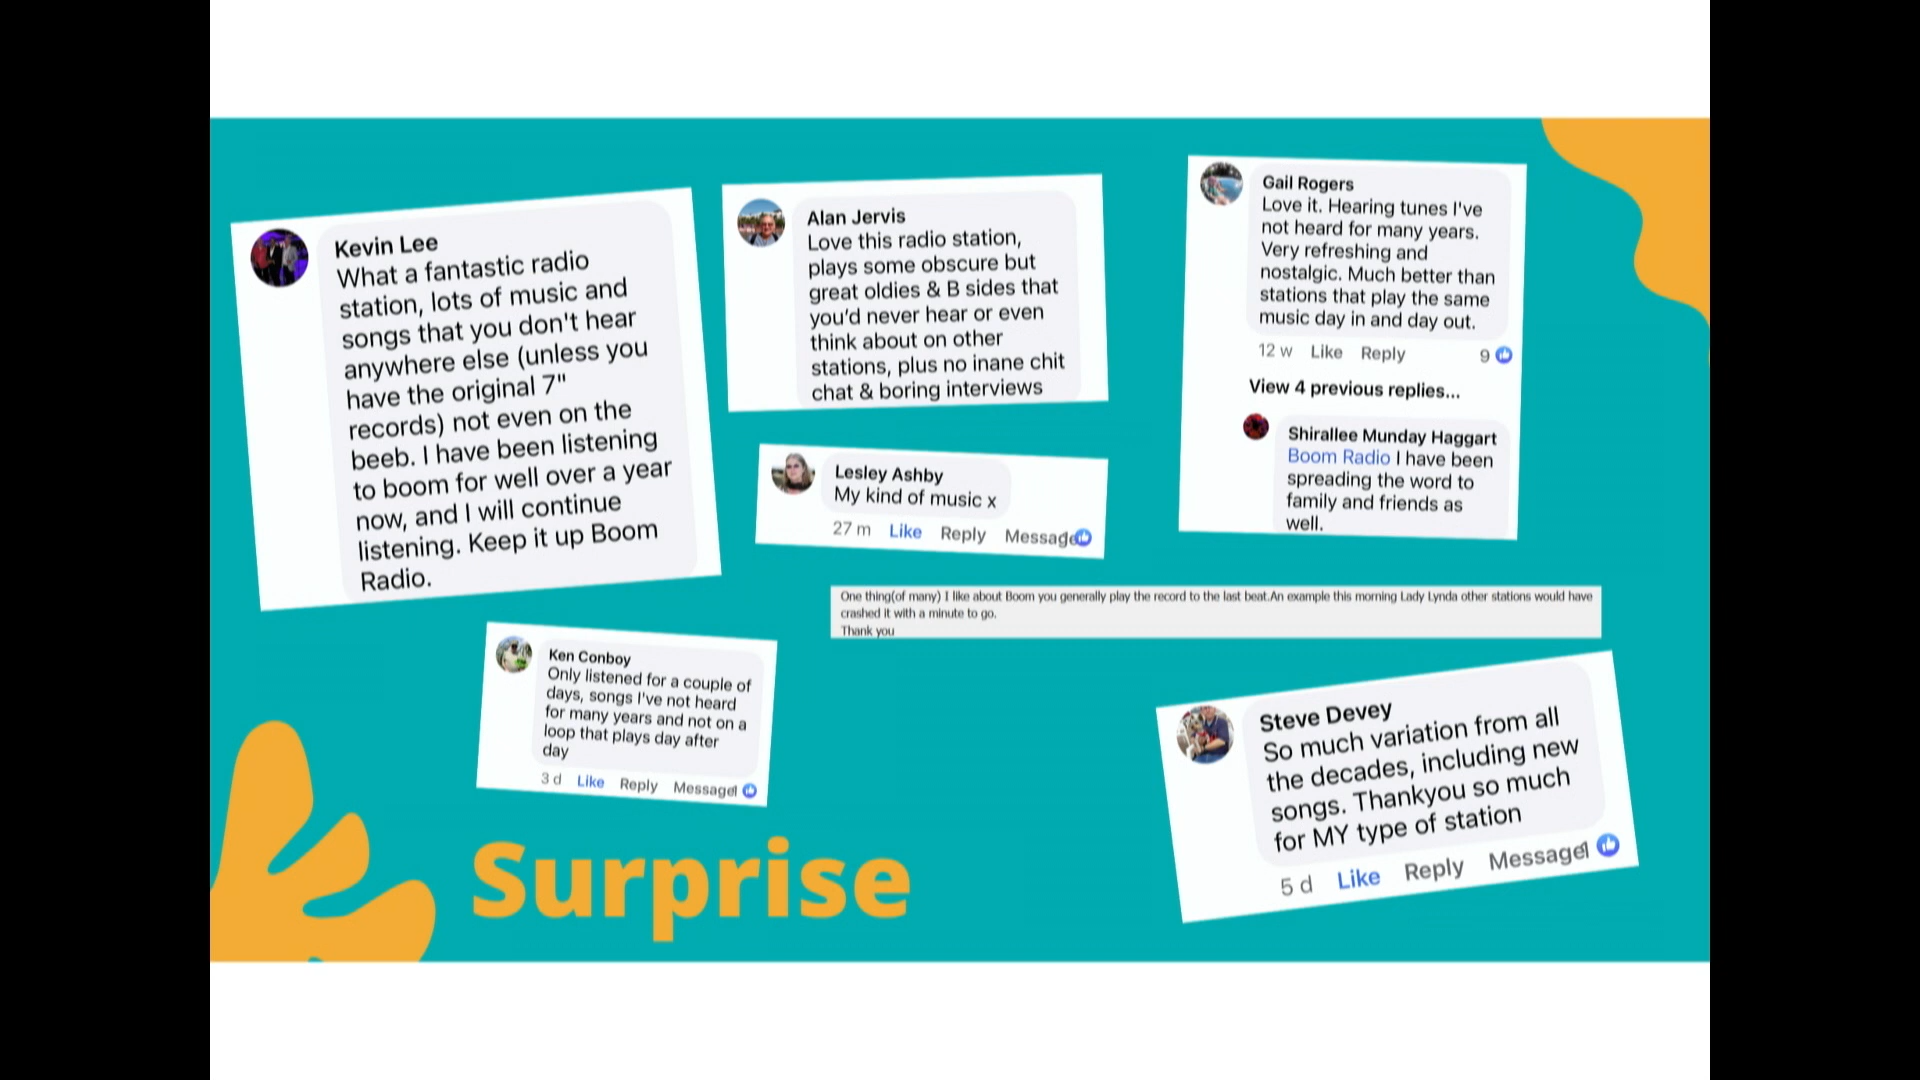 Kevin Lee
What a fantastic radio
station, lots of music and
songs that you don't hear
anywhere else (unless you
have the original 7"
records) not even on the
beeb. I have been listening
to boom for well over a year
now, and I will continue
listening. Keep it up Boom
Radio.
Alan Jervis
Love this radio station,
plays some obscure but
great oldies & B sides that
you'd never hear or even
think about on other
stations, plus no inane chit
chat & boring interviews
Gail Rogers
Love it. Hearing tunes I've
not heard for many years.
Very refreshing and
nostalgic. Much better than
stations that play the same
music day in and day out.
12 w Like Reply 9
View 4 previous replies...
Shirallee Munday Haggart
Boom Radio I have been
spreading the word to
family and friends as
well.
Lesley Ashby
My kind of music x
27 m Like Reply Message
One thing(of many) I like about Boom you generally play the record to the last beat.An example this morning Lady Lynda other stations would have
crashed it with a minute to go.
Thank you
Ken Conboy
Only listened for a couple of
days, songs I've not heard
for many years and not on a
loop that plays day after
day
3 d Like Reply Message 1
Steve Devey
So much variation from all
the decades, including new
songs. Thankyou so much
for MY type of station
5 d Like Reply Message 1
Surprise